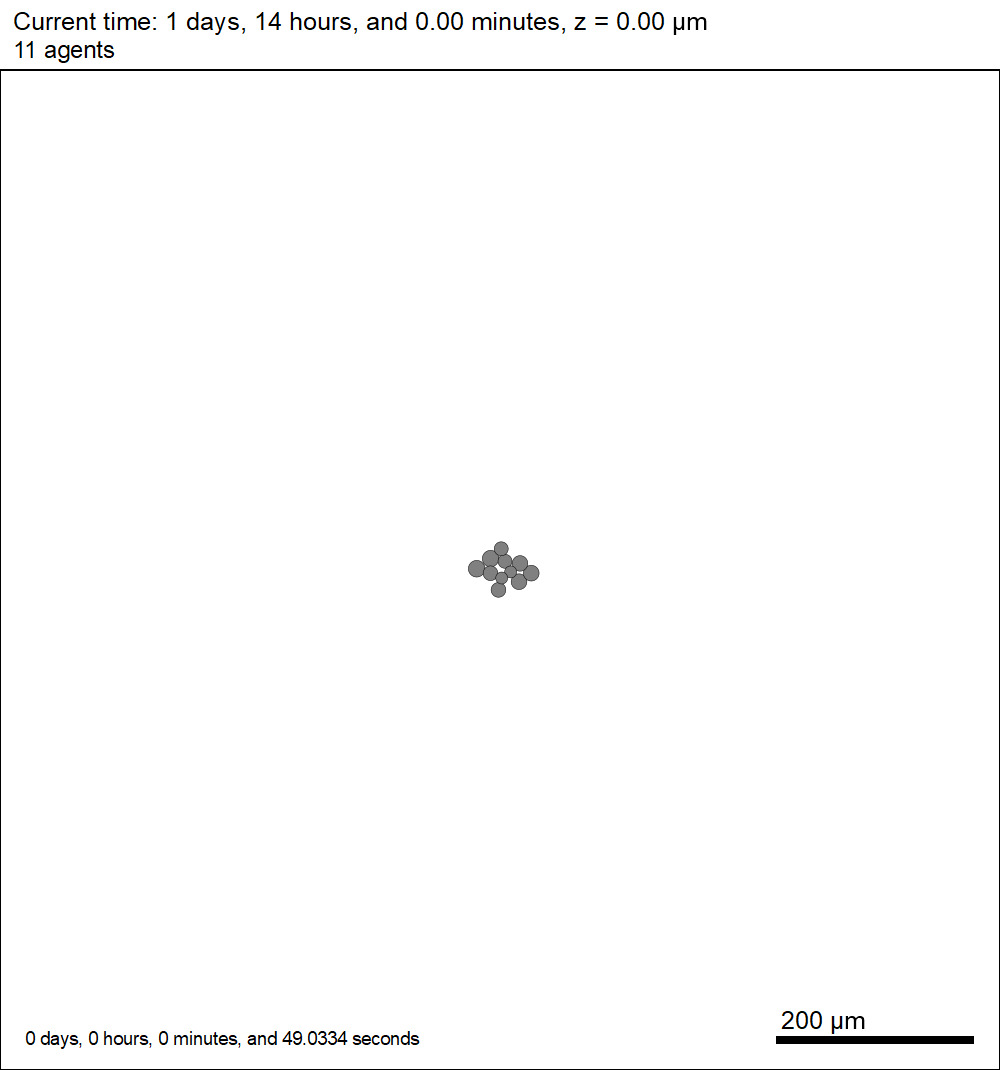 Current time: 1 days, 14 hours, and 0.00 minutes, z = 0.00 μm
11 agents
200 μm
0 days, 0 hours, 0 minutes, and 49.0334 seconds